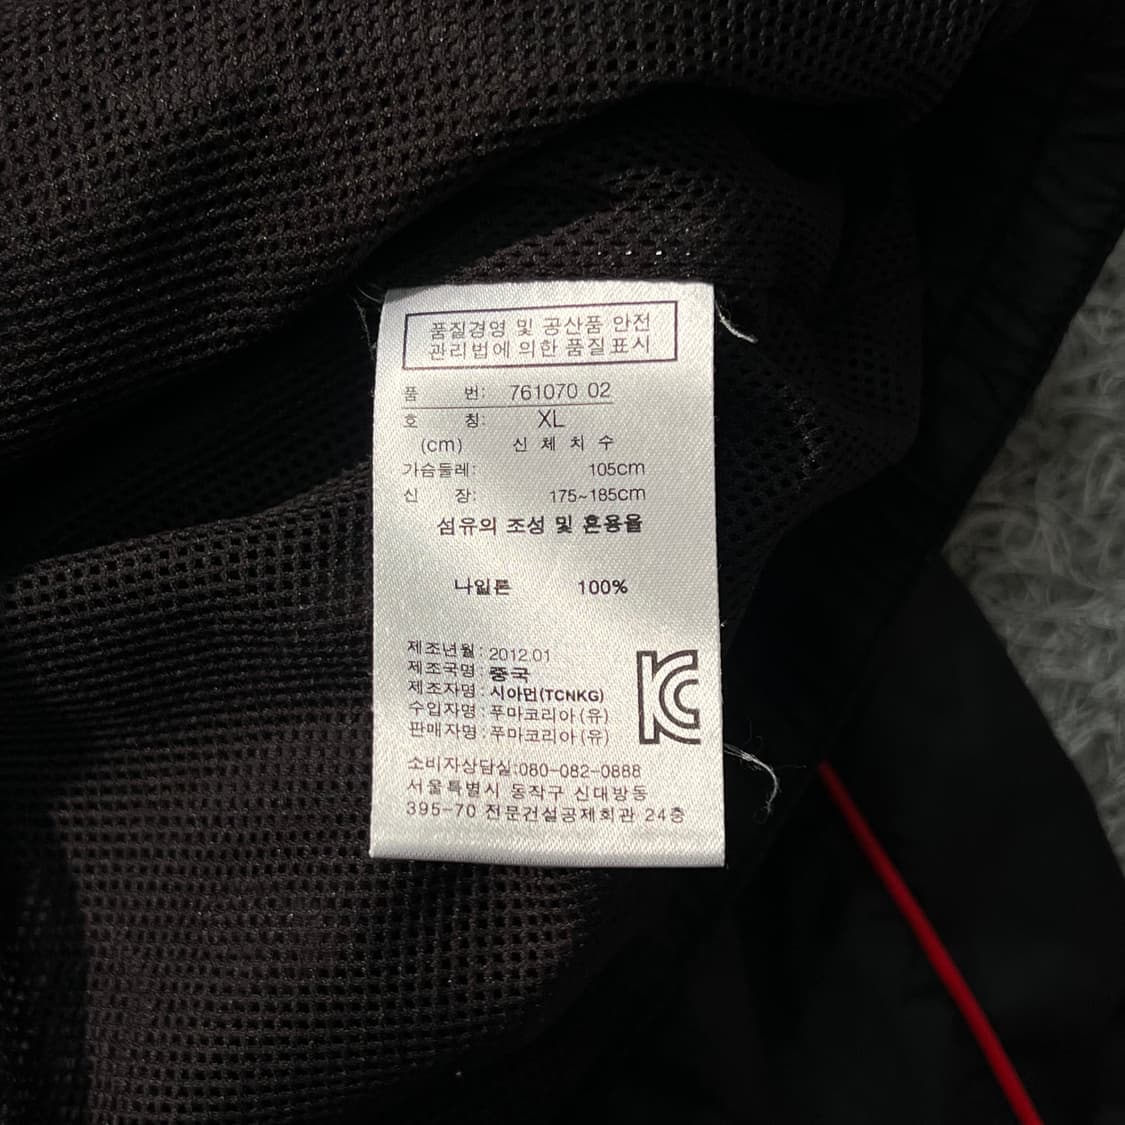 품질경영 및 공산품 안전
관리법에 의한 품질표시
품 번: 761070 02
호 칭: XL
(cm) 신 체 치 수
가슴둘레: 105cm
신 장: 175~185cm
섬유의 조성 및 혼용율
나일론 100%
제조년월: 2012.01
제조국명: 중국
제조자명: 시아먼(TCNKG)
수입자명: 푸마코리아(유)
판매자명: 푸마코리아(유)
소비자상담실:080-082-0888
서울특별시 동작구 신대방동
395-70 전문건설공제회관 24층